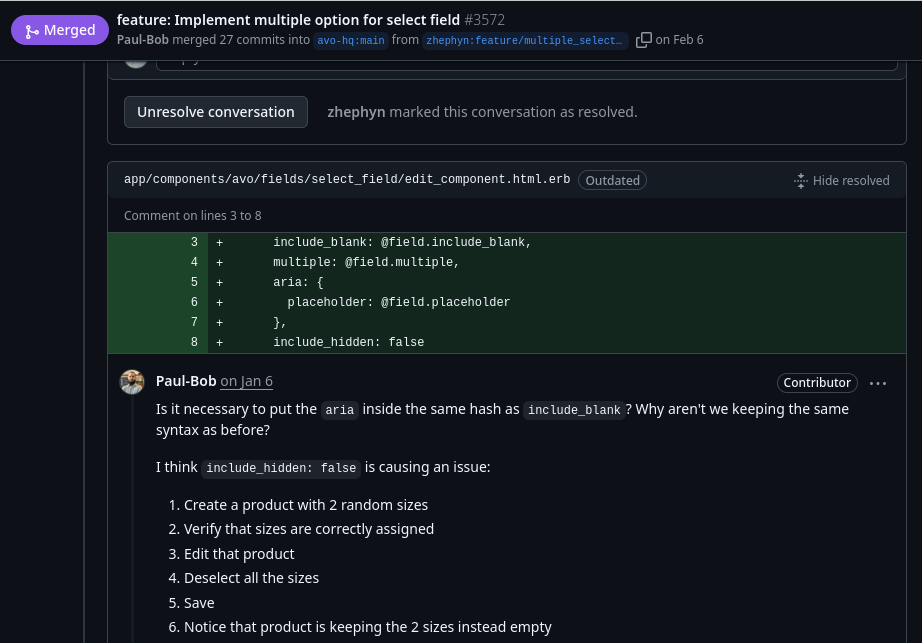 Merged
feature: Implement multiple option for select field #3572
Paul-Bob merged 27 commits into avo-hq:main from zhephyn:feature/multiple_select… on Feb 6
Unresolve conversation
zhephyn marked this conversation as resolved.
app/components/avo/fields/select_field/edit_component.html.erb Outdated Hide resolved
Comment on lines 3 to 8
3 + include_blank: @field.include_blank,
4 + multiple: @field.multiple,
5 + aria: {
6 + placeholder: @field.placeholder
7 + },
8 + include_hidden: false
Paul-Bob on Jan 6 Contributor ...
Is it necessary to put the aria inside the same hash as include_blank? Why aren't we keeping the same
syntax as before?
I think include_hidden: false is causing an issue:
1. Create a product with 2 random sizes
2. Verify that sizes are correctly assigned
3. Edit that product
4. Deselect all the sizes
5. Save
6. Notice that product is keeping the 2 sizes instead empty